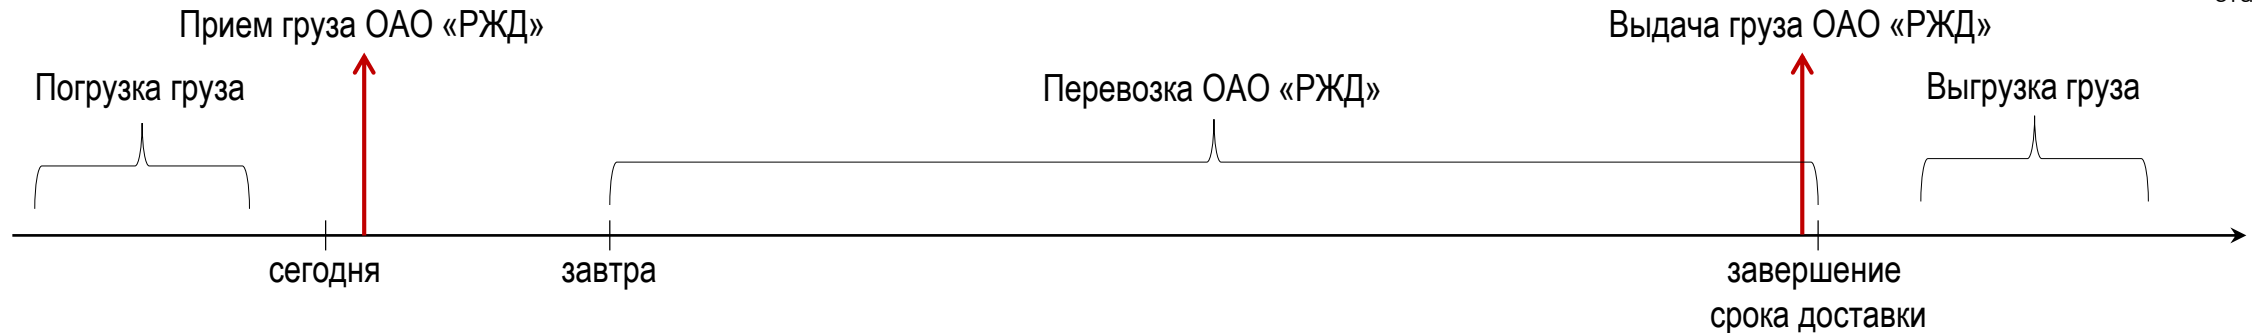 Прием груза ОАО «РЖД»
Выдача груза ОАО «РЖД»
Погрузка груза
Перевозка ОАО «РЖД»
Выгрузка груза
сегодня
завтра
завершение
срока доставки